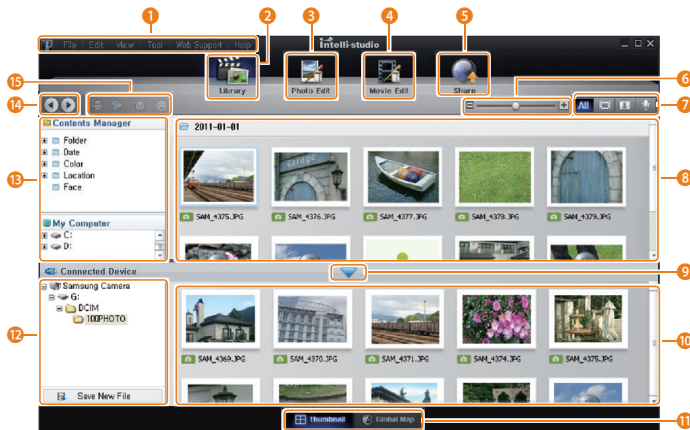 1
2
3
4
5
File Edit View Tool Web Support Help
Intelli-studio
Library
Photo Edit
Movie Edit
Share
15
6
14
All
7
Contents Manager
2011-01-01
Folder
Date
Color
Location
Face
13
8
Garage
SAM_4375.JPG
SAM_4376.JPG
SAM_4377.JPG
SAM_4378.JPG
SAM_4379.JPG
My Computer
C:
D:
Connected Device
9
Samsung Camera
G:
DCIM
100PHOTO
12
10
SAM_4369.JPG
SAM_4370.JPG
SAM_4371.JPG
SAM_4374.JPG
SAM_4375.JPG
Save New File
Thumbnail
Global Map
11